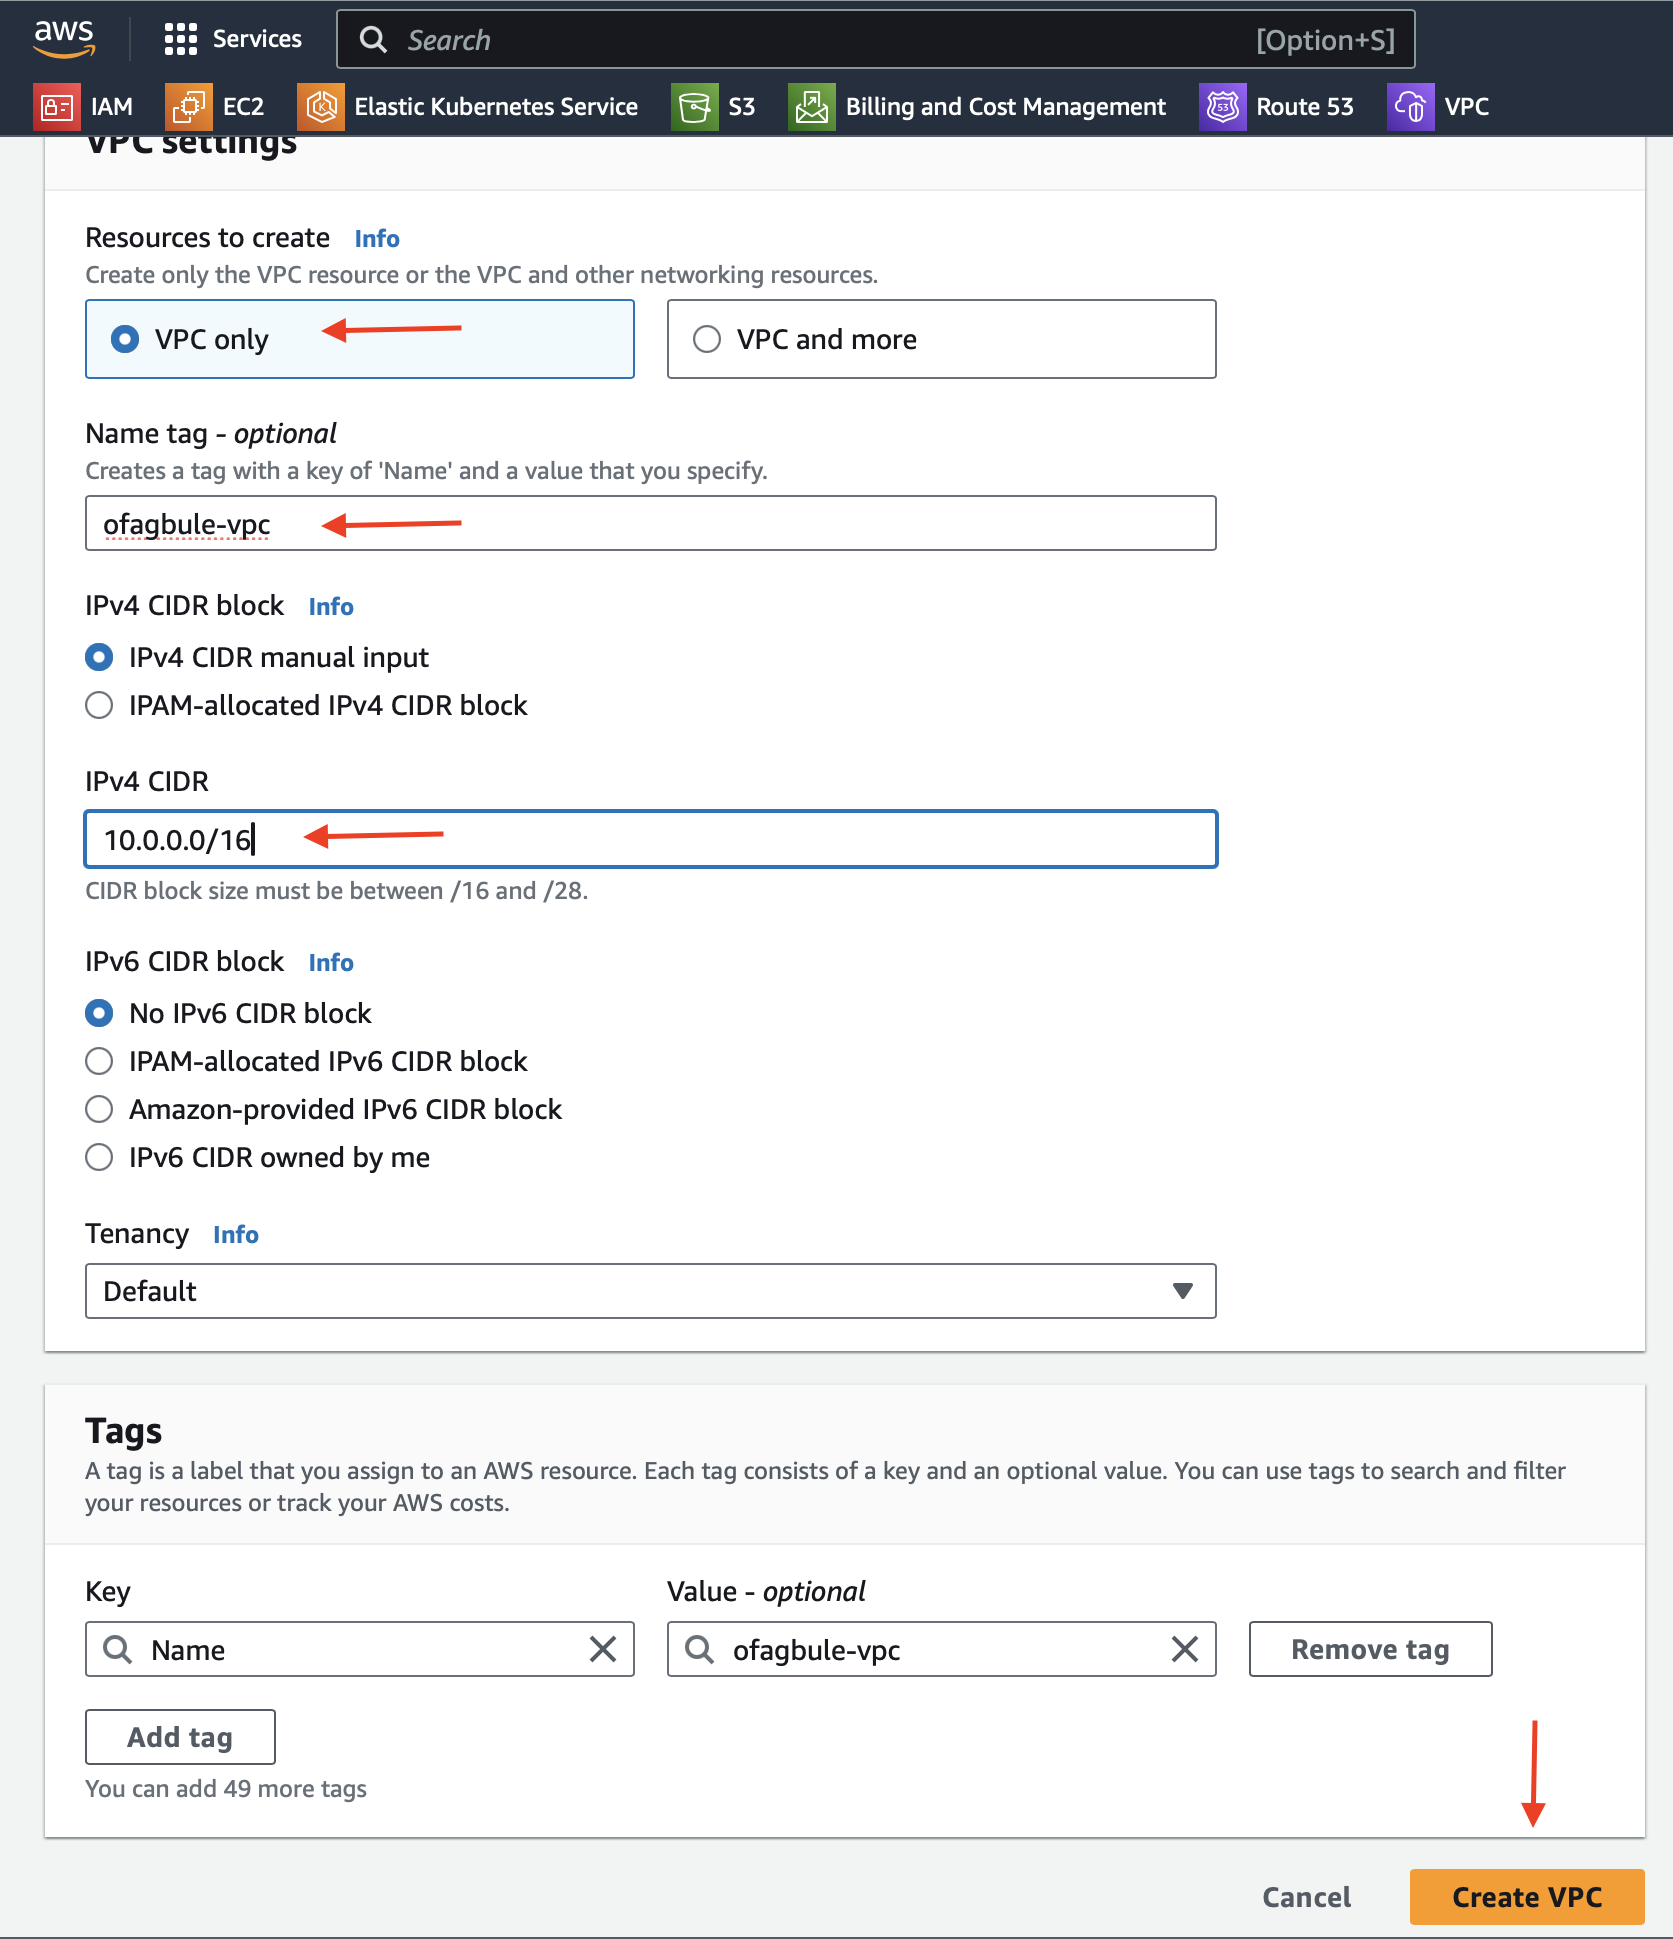 aws
Services
Search
[Option+S]
IAM
EC2
Elastic Kubernetes Service
S3
Billing and Cost Management
53
Route 53
VPC
VPC settings
Resources to create Info
Create only the VPC resource or the VPC and other networking resources.
VPC only
VPC and more
Name tag - optional
Creates a tag with a key of 'Name' and a value that you specify.
ofagbule-vpc
IPv4 CIDR block Info
IPv4 CIDR manual input
IPAM-allocated IPv4 CIDR block
IPv4 CIDR
10.0.0.0/16
CIDR block size must be between /16 and /28.
IPv6 CIDR block Info
No IPv6 CIDR block
IPAM-allocated IPv6 CIDR block
Amazon-provided IPv6 CIDR block
IPv6 CIDR owned by me
Tenancy Info
Default
Tags
A tag is a label that you assign to an AWS resource. Each tag consists of a key and an optional value. You can use tags to search and filter
your resources or track your AWS costs.
Key
Value - optional
Name
ofagbule-vpc
Remove tag
Add tag
You can add 49 more tags
Cancel
Create VPC